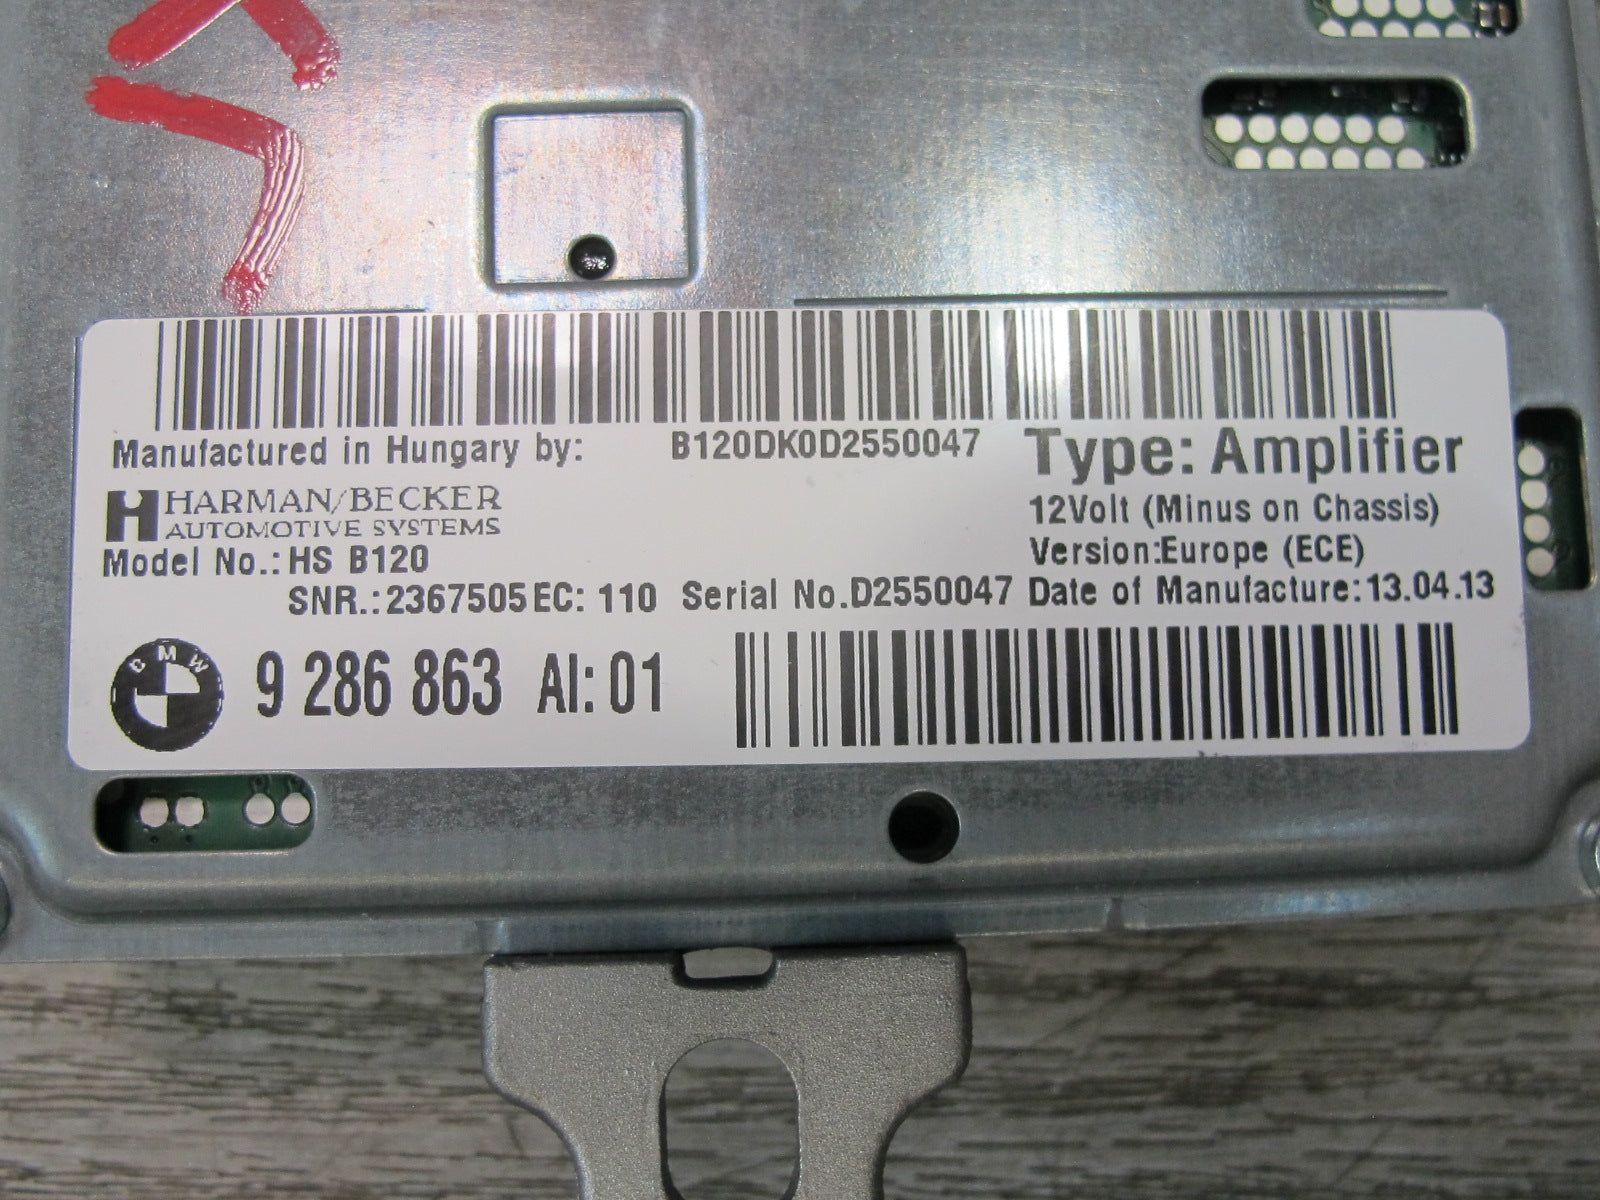 Manufactured in Hungary by: B120DK0D2550047 Type: Amplifier
HARMAN/BECKER
AUTOMOTIVE SYSTEMS
12Volt (Minus on Chassis)
Model No.: HS B120
Version:Europe (ECE)
SNR.: 2367505 EC: 110 Serial No.D2550047 Date of Manufacture: 13.04.13
BMW
9 286 863 AI: 01